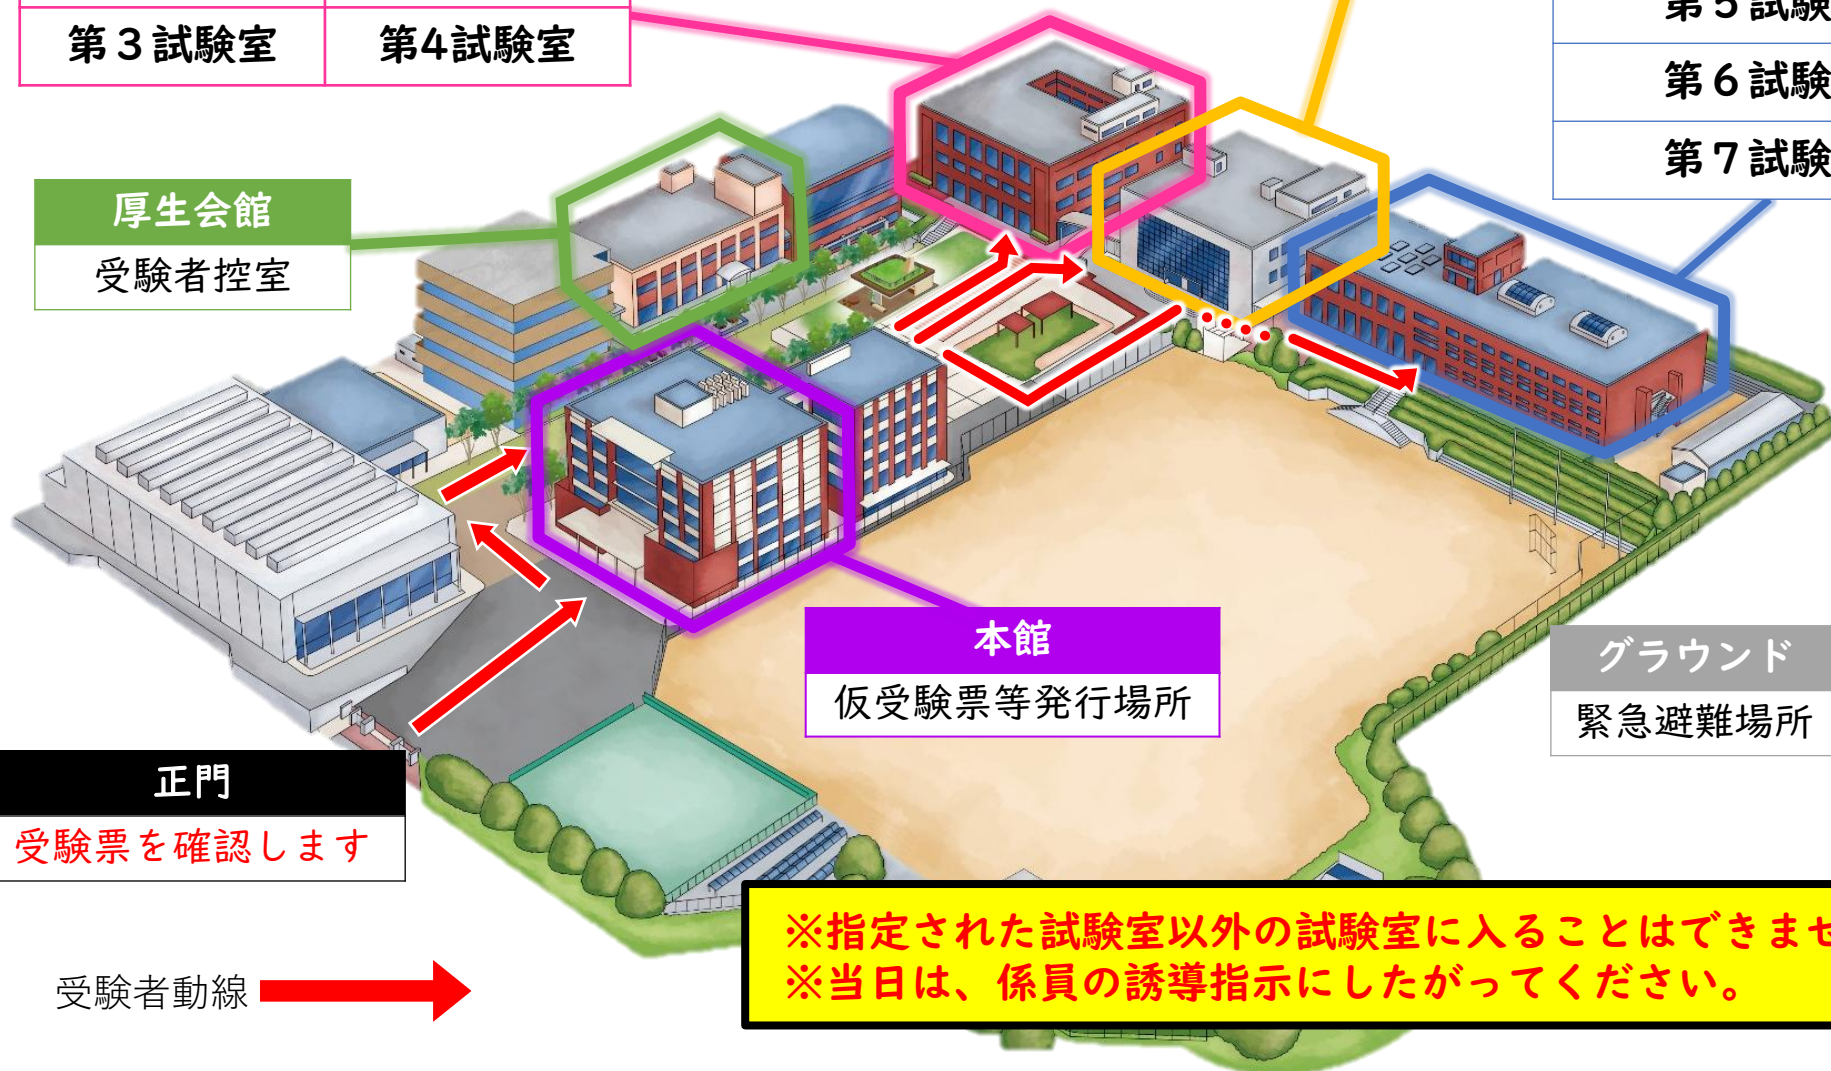 第３試験室 第4試験室
第５試験
第６試験
第７試験
厚生会館
受験者控室
本館
仮受験票等発行場所
グラウンド
緊急避難場所
正門
受験票を確認します
※指定された試験室以外の試験室に入ることはできませ
※当日は、係員の誘導指示にしたがってください。
受験者動線